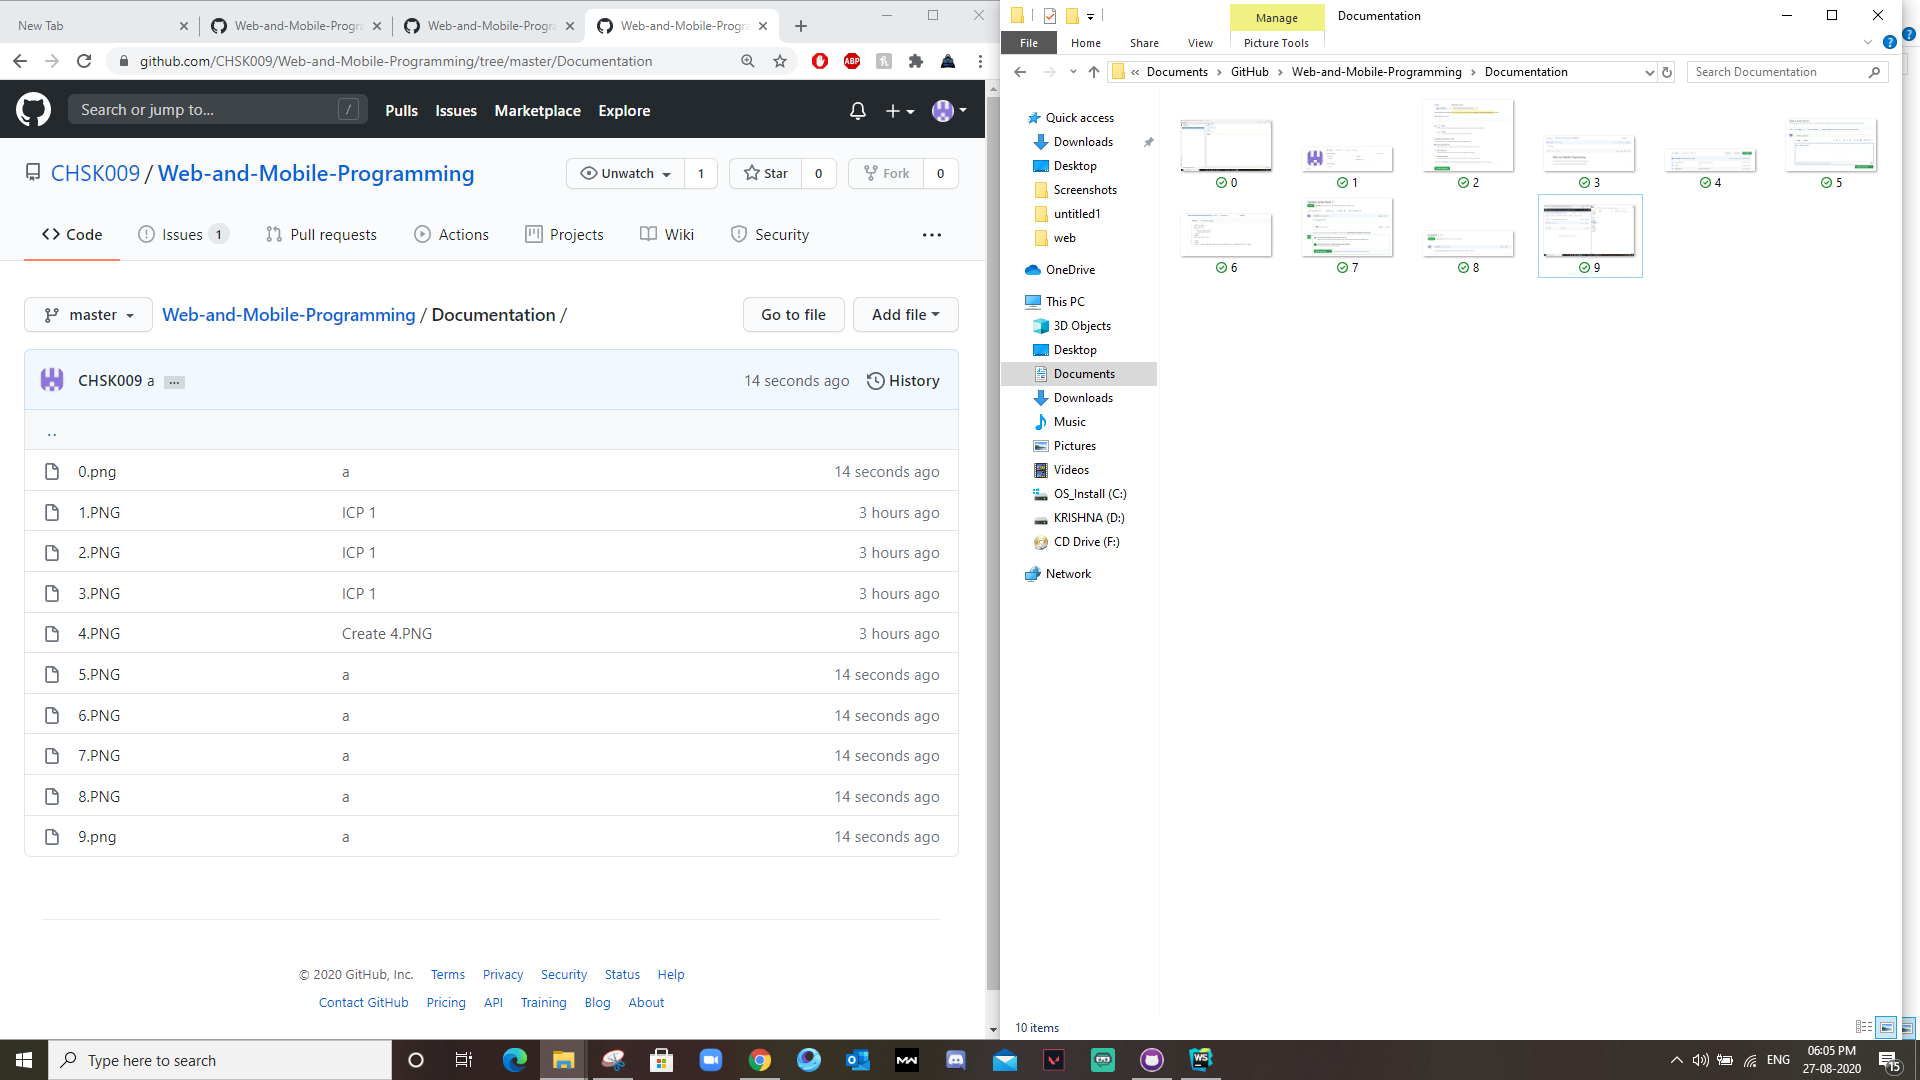 New Tab
Web-and-Mobile-Progra
Web-and-Mobile-Progra
Web-and-Mobile-Progra
github.com/CHSK009/Web-and-Mobile-Programming/tree/master/Documentation
ABP
Search or jump to...
/
Pulls
Issues
Marketplace
Explore
CHSK009 / Web-and-Mobile-Programming
Unwatch
1
Star
0
Fork
0
Code
Issues 1
Pull requests
Actions
Projects
Wiki
Security
master
Web-and-Mobile-Programming / Documentation /
Go to file
Add file
CHSK009 a
14 seconds ago
History
..
0.png a 14 seconds ago
1.PNG ICP 1 3 hours ago
2.PNG ICP 1 3 hours ago
3.PNG ICP 1 3 hours ago
4.PNG Create 4.PNG 3 hours ago
5.PNG a 14 seconds ago
6.PNG a 14 seconds ago
7.PNG a 14 seconds ago
8.PNG a 14 seconds ago
9.png a 14 seconds ago
© 2020 GitHub, Inc. Terms Privacy Security Status Help
Contact GitHub Pricing API Training Blog About
Manage
Documentation
File
Home
Share
View
Picture Tools
« Documents › GitHub › Web-and-Mobile-Programming › Documentation
Search Documentation
Quick access
Downloads
Desktop
Screenshots
untitled1
web
OneDrive
This PC
3D Objects
Desktop
Documents
Downloads
Music
Pictures
Videos
OS_Install (C:)
KRISHNA (D:)
CD Drive (F:)
Network
0
1
2
3
4
5
6
7
8
9
10 items
Type here to search
MW
WS
ENG
06:05 PM
27-08-2020
15